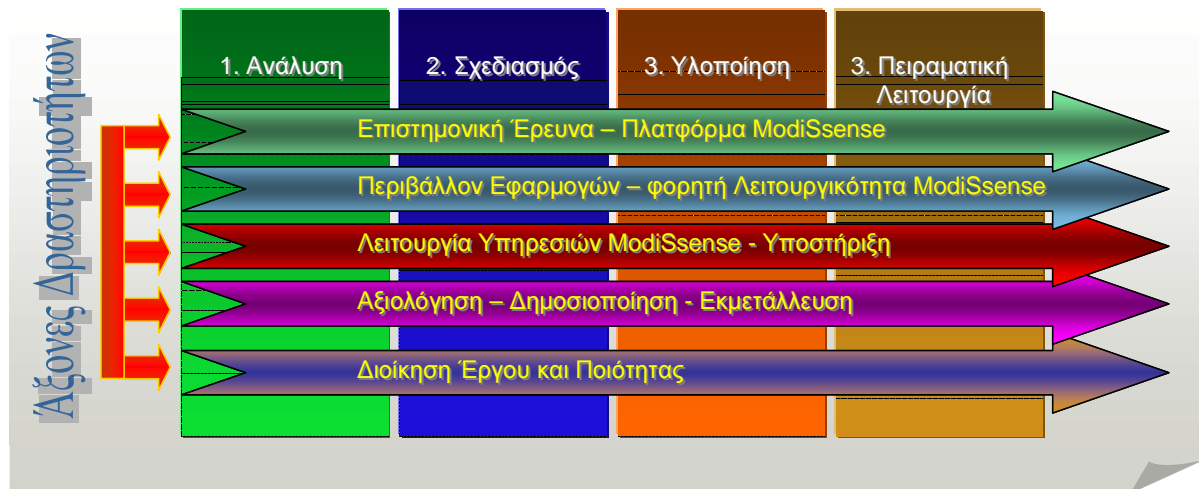 Άξονες Δραστηριοτήτων
1. Ανάλυση
2. Σχεδιασμός
3. Υλοποίηση
3. Πειραματική
Λειτουργία
Επιστημονική Έρευνα – Πλατφόρμα ModiSsense
Περιβάλλον Εφαρμογών – φορητή Λειτουργικότητα ModiSsense
Λειτουργία Υπηρεσιών ModiSsense - Υποστήριξη
Αξιολόγηση – Δημοσιοποίηση - Εκμετάλλευση
Διοίκηση Έργου και Ποιότητας